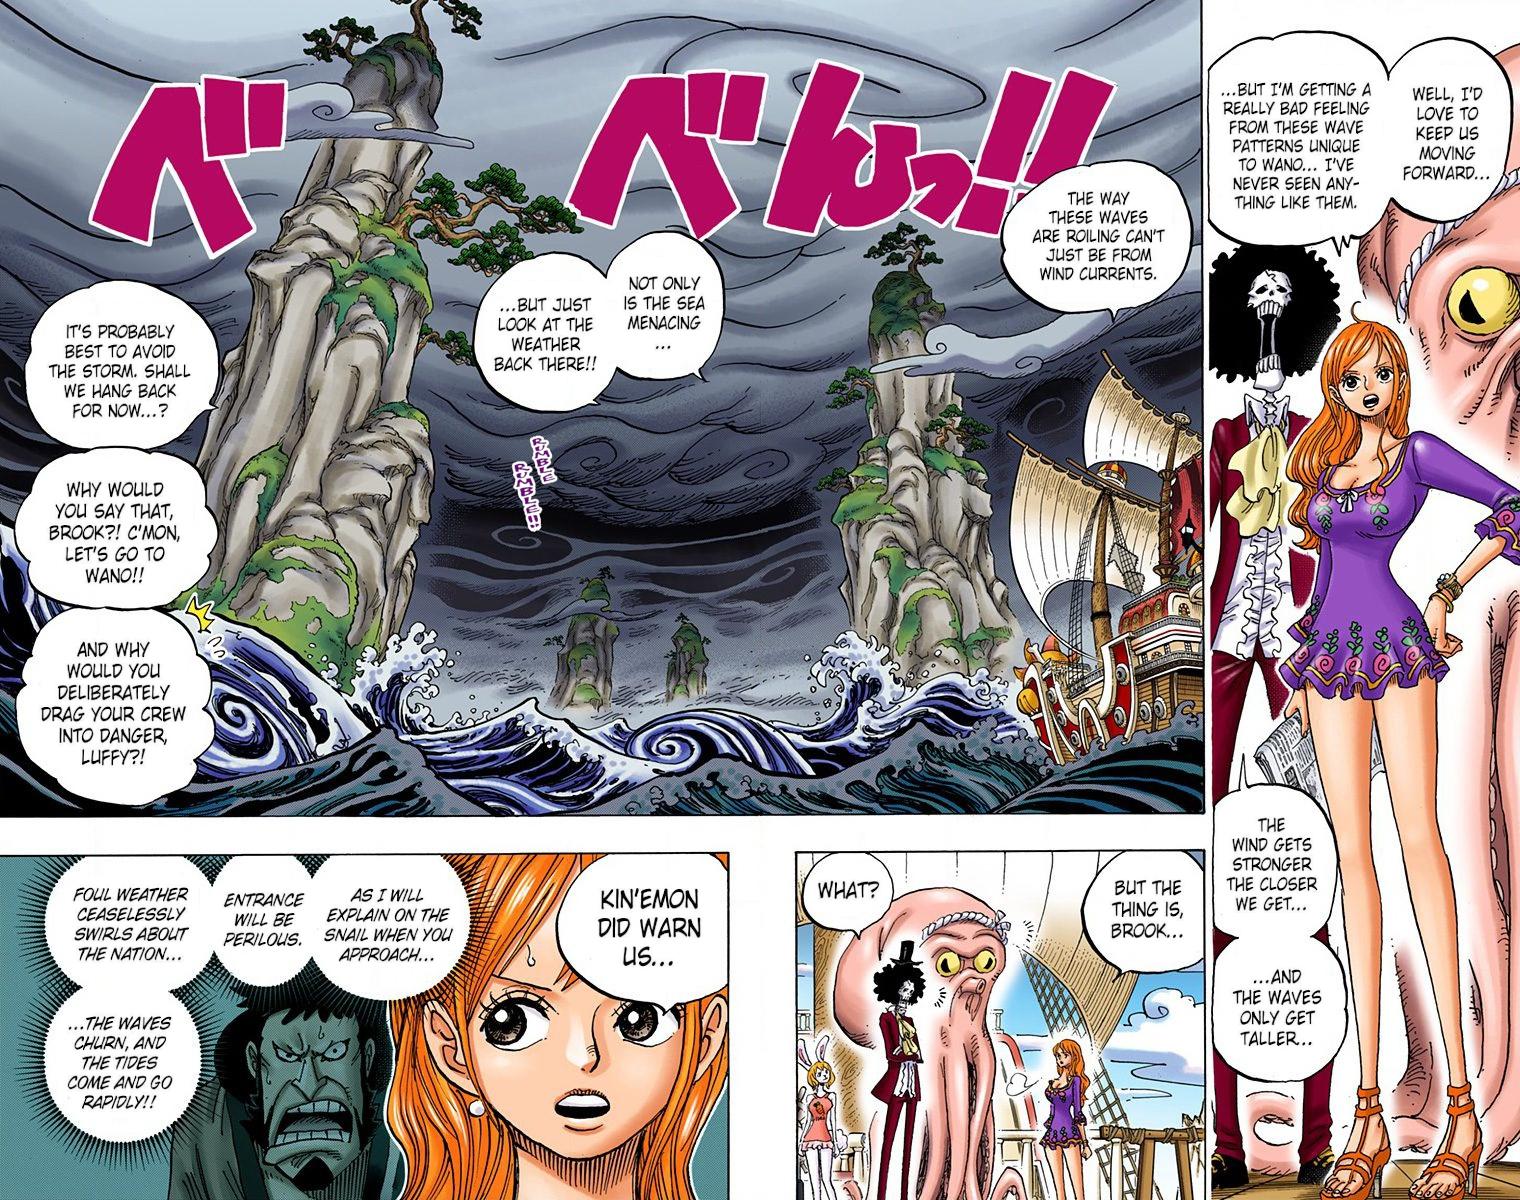 WELL, I'D
LOVE TO
KEEP US
MOVING
FORWARD...
...BUT I'M GETTING A
REALLY BAD FEELING
FROM THESE WAVE
PATTERNS UNIQUE
TO WANO... I'VE
NEVER SEEN ANY-
THING LIKE THEM.
THE
WIND GETS
STRONGER
THE CLOSER
WE GET...
...AND
THE WAVES
ONLY GET
TALLER...
ベ
べんっ!!
THE WAY
THESE WAVES
ARE ROILING CAN'T
JUST BE FROM
WIND CURRENTS.
NOT ONLY
IS THE SEA
MENACING
...
...BUT JUST
LOOK AT THE
WEATHER
BACK THERE!!
RUMBLE
RUMBLE!!
IT'S PROBABLY
BEST TO AVOID
THE STORM. SHALL
WE HANG BACK
FOR NOW...?
WHY WOULD
YOU SAY THAT,
BROOK?! C'MON,
LET'S GO TO
WANO!!
AND WHY
WOULD YOU
DELIBERATELY
DRAG YOUR CREW
INTO DANGER,
LUFFY?!
BUT THE
THING IS,
BROOK...
WHAT?
KIN'EMON
DID WARN
US...
AS I WILL
EXPLAIN ON THE
SNAIL WHEN YOU
APPROACH...
ENTRANCE
WILL BE
PERILOUS.
FOUL WEATHER
CEASELESSLY
SWIRLS ABOUT
THE NATION...
...THE WAVES
CHURN, AND
THE TIDES
COME AND GO
RAPIDLY!!